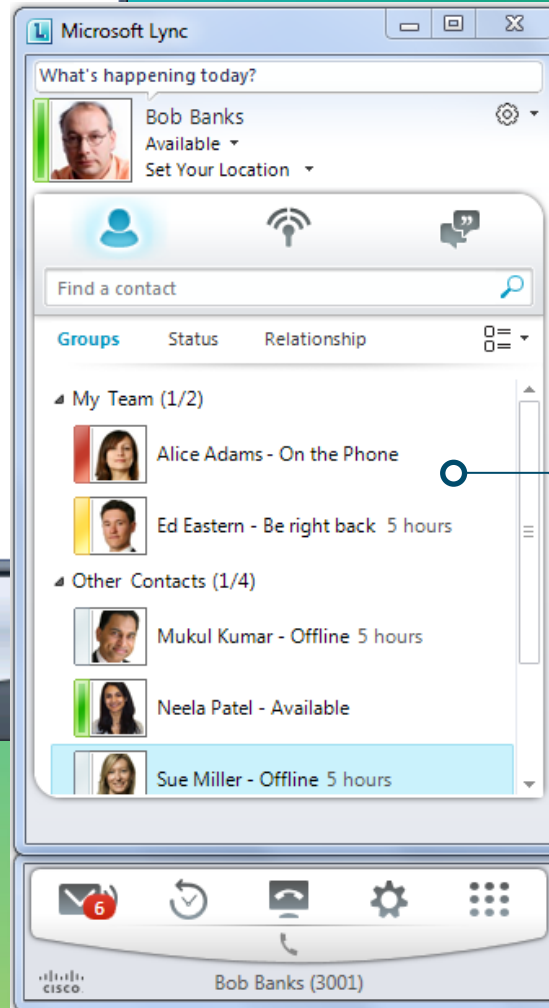 Microsoft Lync
What's happening today?
Bob Banks
Available
Set Your Location
Find a contact
Groups Status Relationship
My Team (1/2)
Alice Adams - On the Phone
Ed Eastern - Be right back 5 hours
Other Contacts (1/4)
Mukul Kumar - Offline 5 hours
Neela Patel - Available
Sue Miller - Offline 5 hours
6
CISCO
Bob Banks (3001)